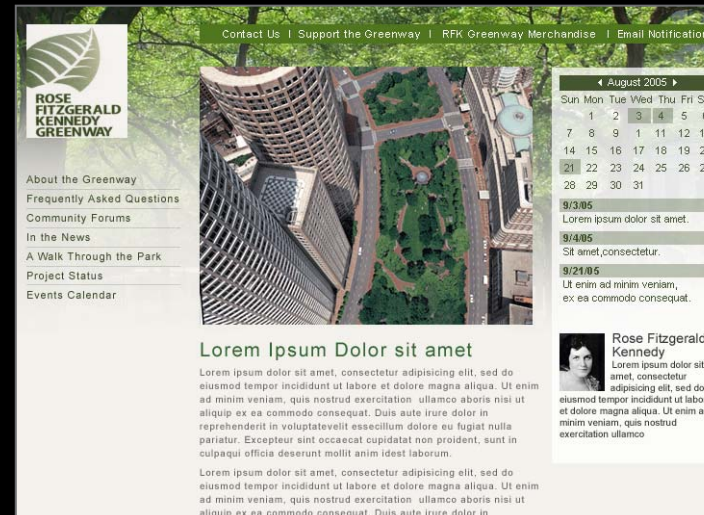 Contact Us | Support the Greenway | RFK Greenway Merchandise | Email Notification
ROSE
FITZGERALD
KENNEDY
GREENWAY
About the Greenway
Frequently Asked Questions
Community Forums
In the News
A Walk Through the Park
Project Status
Events Calendar
August 2005
Sun Mon Tue Wed Thu Fri
1 2 3 4 5
7 8 9 1 11 12
14 15 16 17 18 19
21 22 23 24 25 26
28 29 30 31
9/3/05
Lorem ipsum dolor sit amet.
9/4/05
Sit amet,consectetur.
9/21/05
Ut enim ad minim veniam,
ex ea commodo consequat.
Rose Fitzgerald
Kennedy
Lorem ipsum dolor sit
amet, consectetur
adipisicing elit, sed do
eiusmod tempor incididunt ut labo
et dolore magna aliqua. Ut enim a
minim veniam, quis nostrud
exercitation ullamco
Lorem Ipsum Dolor sit amet
Lorem ipsum dolor sit amet, consectetur adipisicing elit, sed do
eiusmod tempor incididunt ut labore et dolore magna aliqua. Ut enim
ad minim veniam, quis nostrud exercitation ullamco aboris nisi ut
aliquip ex ea commodo consequat. Duis aute irure dolor in
reprehenderit in voluptatevelit essecillum dolore eu fugiat nulla
pariatur. Excepteur sint occaecat cupidatat non proident, sunt in
culpaqui officia deserunt mollit anim idest laborum.
Lorem ipsum dolor sit amet, consectetur adipisicing elit, sed do
eiusmod tempor incididunt ut labore et dolore magna aliqua. Ut enim
ad minim veniam, quis nostrud exercitation ullamco aboris nisi ut
aliquip ex ea commodo consequat. Duis aute irure dolor in